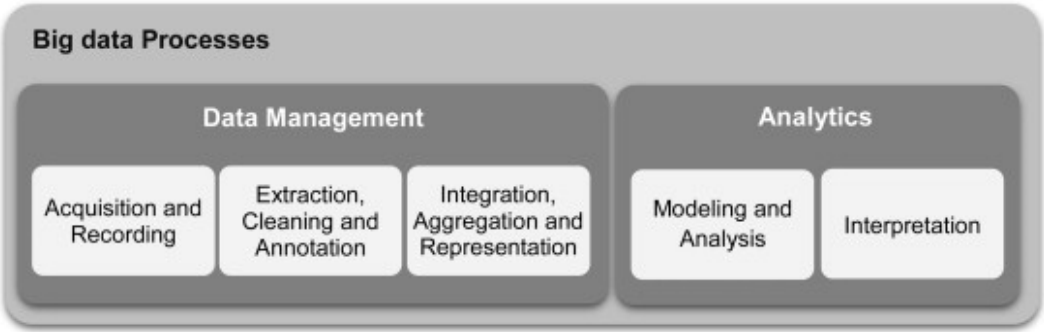 Big data Processes
Data Management
Acquisition and
Recording
Extraction,
Cleaning and
Annotation
Integration,
Aggregation and
Representation
Analytics
Modeling and
Analysis
Interpretation